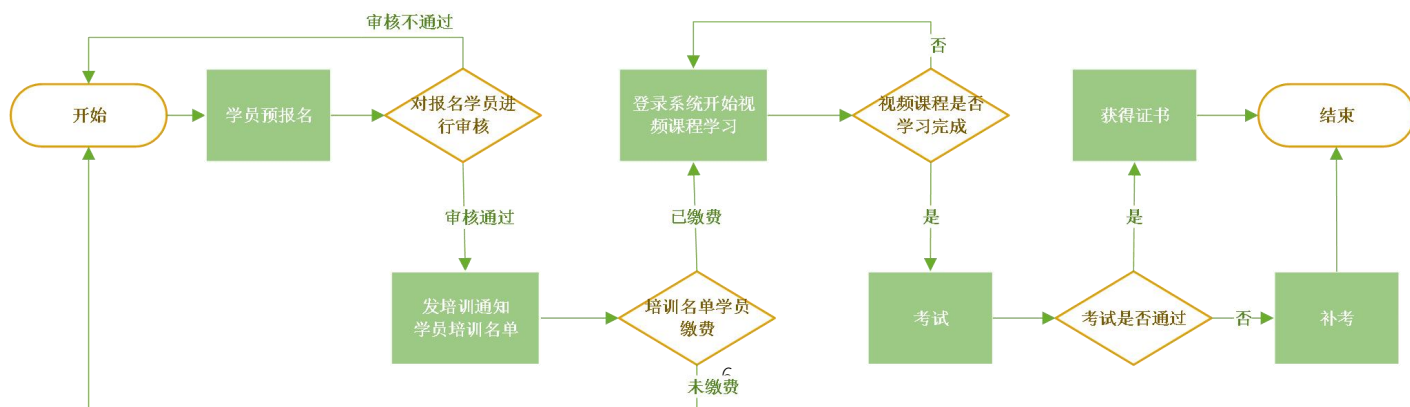 审核不通过
否
开始
学员预报名
对报名学员进
行审核
登录系统开始视
频课程学习
视频课程是否
学习完成
获得证书
结束
审核通过
已缴费
是
是
发培训通知
学员培训名单
培训名单学员
缴费
考试
考试是否通过
否
补考
未缴费